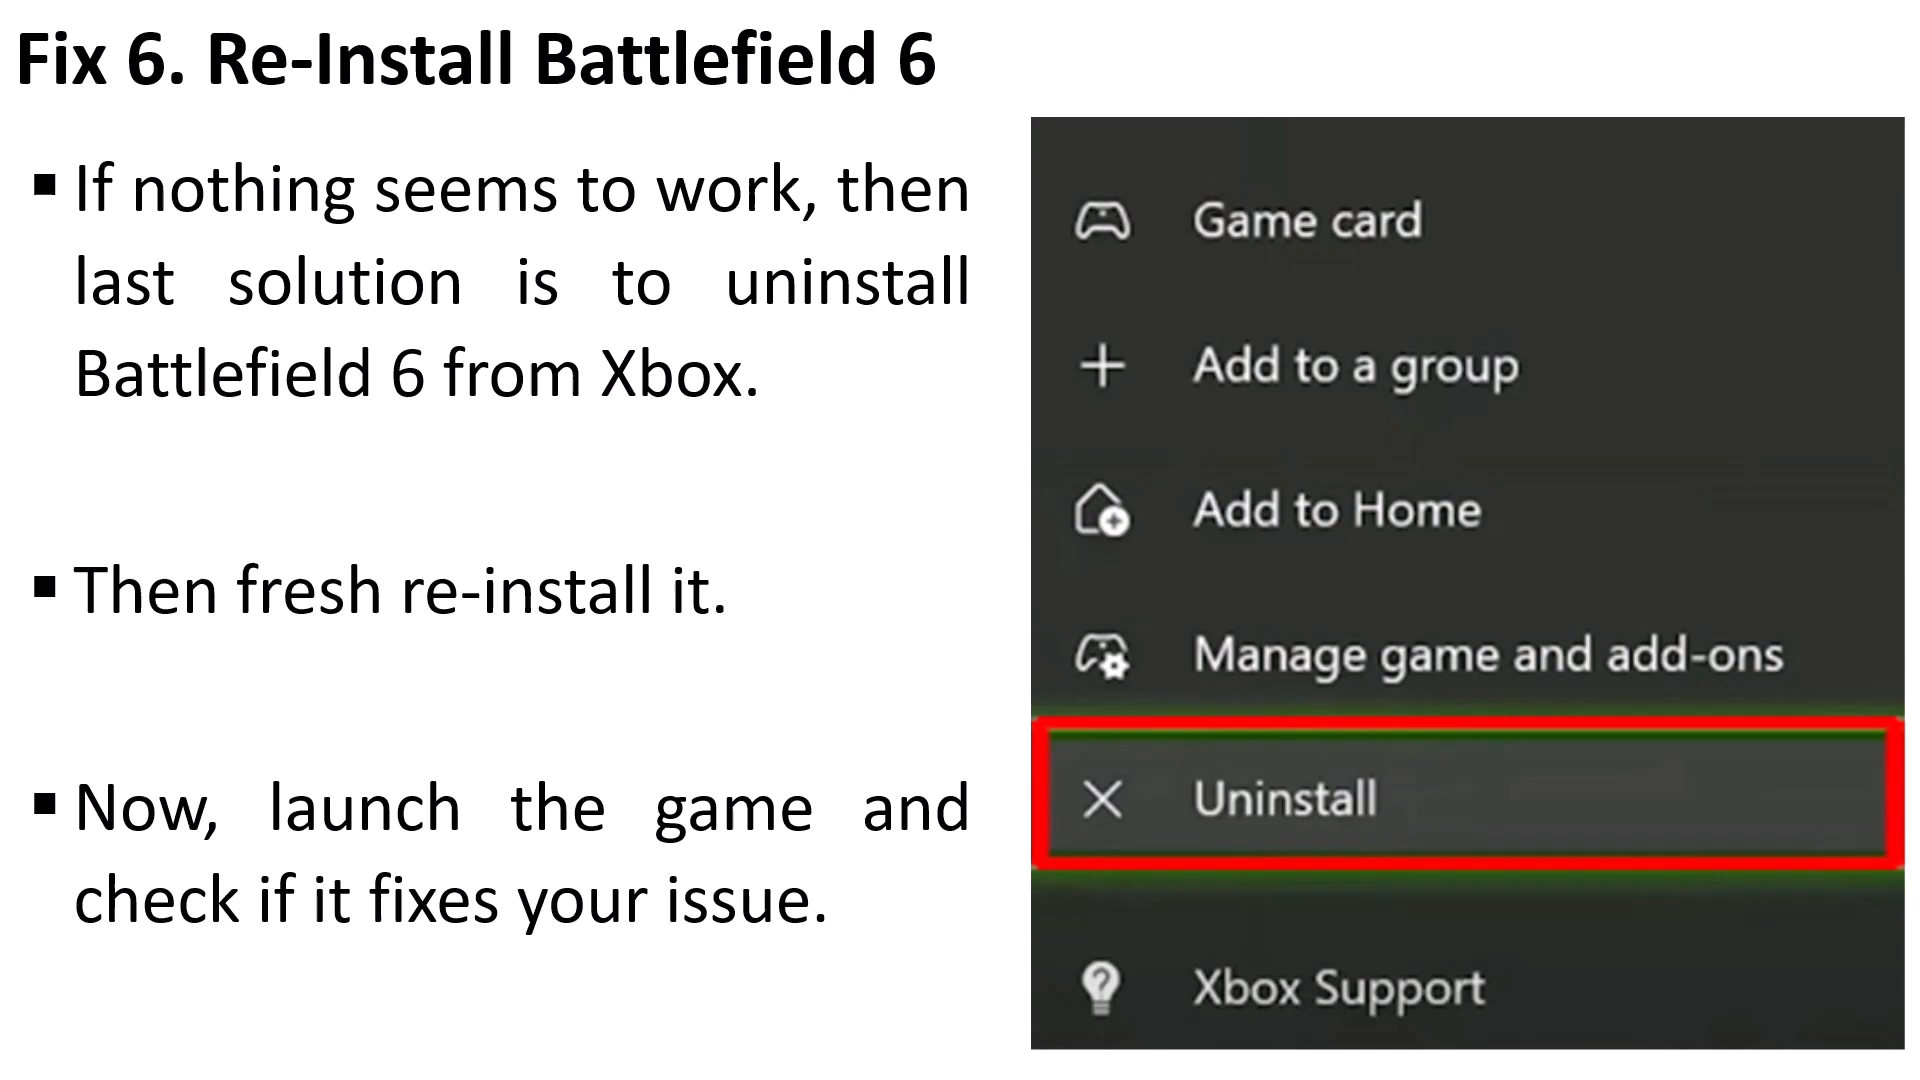 Fix 6. Re-Install Battlefield 6
▪ If nothing seems to work, then
last solution is to uninstall
Battlefield 6 from Xbox.
▪ Then fresh re-install it.
▪ Now, launch the game and
check if it fixes your issue.
Game card
Add to a group
Add to Home
Manage game and add-ons
Uninstall
Xbox Support